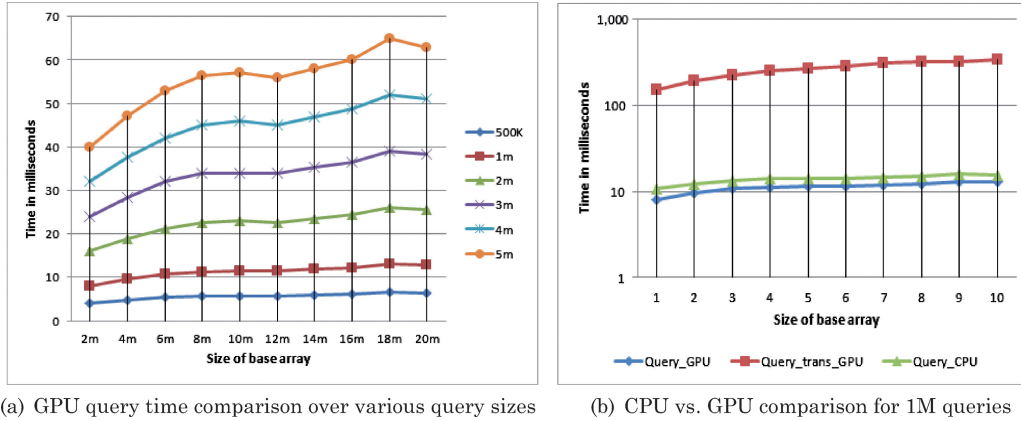 70
60
50
40
30
20
10
0
Time in milliseconds
2m 4m 6m 8m 10m 12m 14m 16m 18m 20m
Size of base array
500K
1m
2m
3m
4m
5m
(a) GPU query time comparison over various query sizes
1,000
100
10
1
Time in milliseconds
1 2 3 4 5 6 7 8 9 10
Size of base array
Query_GPU Query_trans_GPU Query_CPU
(b) CPU vs. GPU comparison for 1M queries